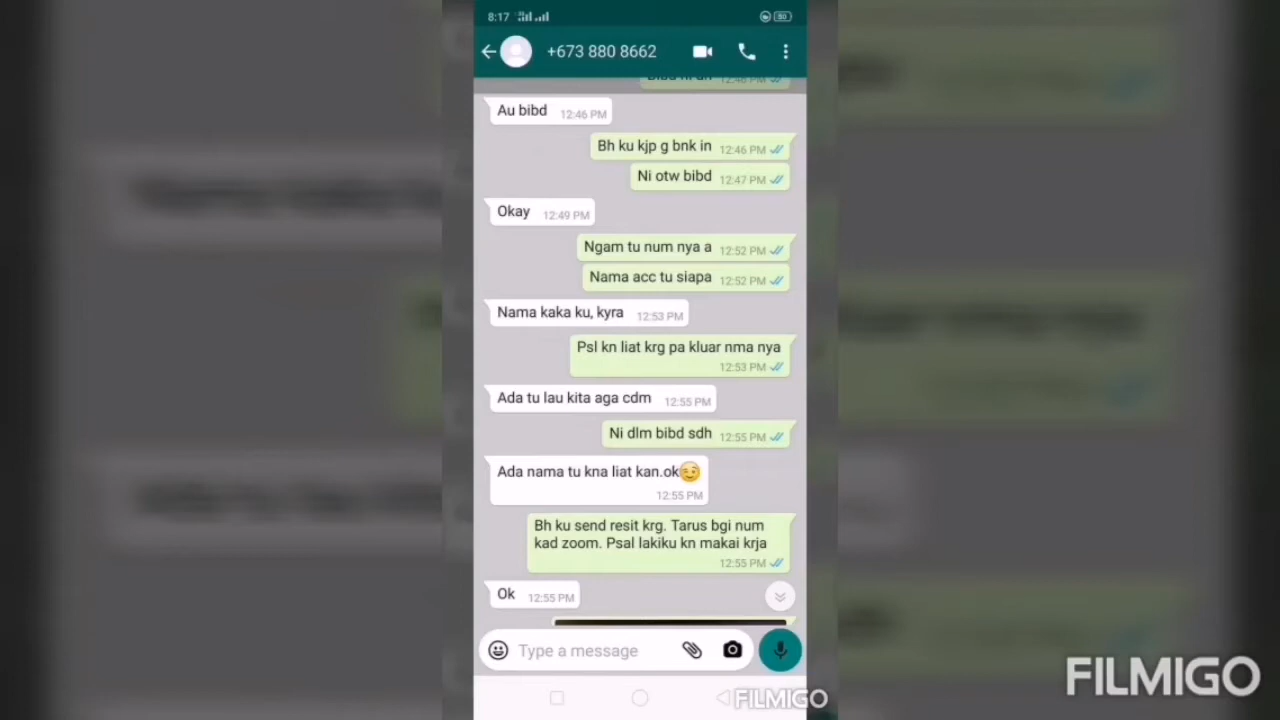 8:17
80
+673 880 8662
12:46 PM
Au bibd 12:46 PM
Bh ku kjp g bnk in 12:46 PM
Ni otw bibd 12:47 PM
Okay 12:49 PM
Ngam tu num nya a 12:52 PM
Nama acc tu siapa 12:52 PM
Nama kaka ku, kyra 12:53 PM
Psl kn liat krg pa kluar nma nya
12:53 PM
Ada tu lau kita aga cdm 12:55 PM
Ni dlm bibd sdh 12:55 PM
Ada nama tu kna liat kan.ok😉
12:55 PM
Bh ku send resit krg. Tarus bgi num
kad zoom. Psal lakiku kn makai krja
12:55 PM
Ok 12:55 PM
Type a message
FILMIGO
FILMIGO